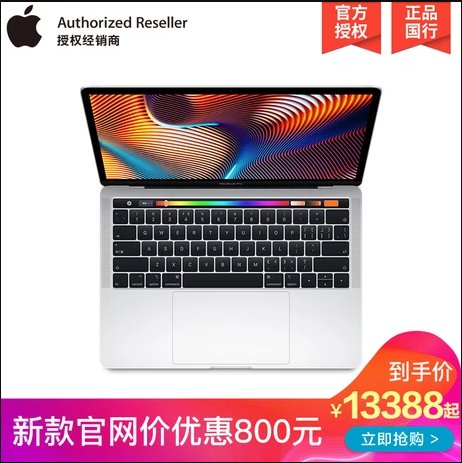 Authorized Reseller
授权经销商
官方
授权
正品
国行
MacBook Pro
到手价
¥13388起
新款官网价优惠800元
立即抢购 >